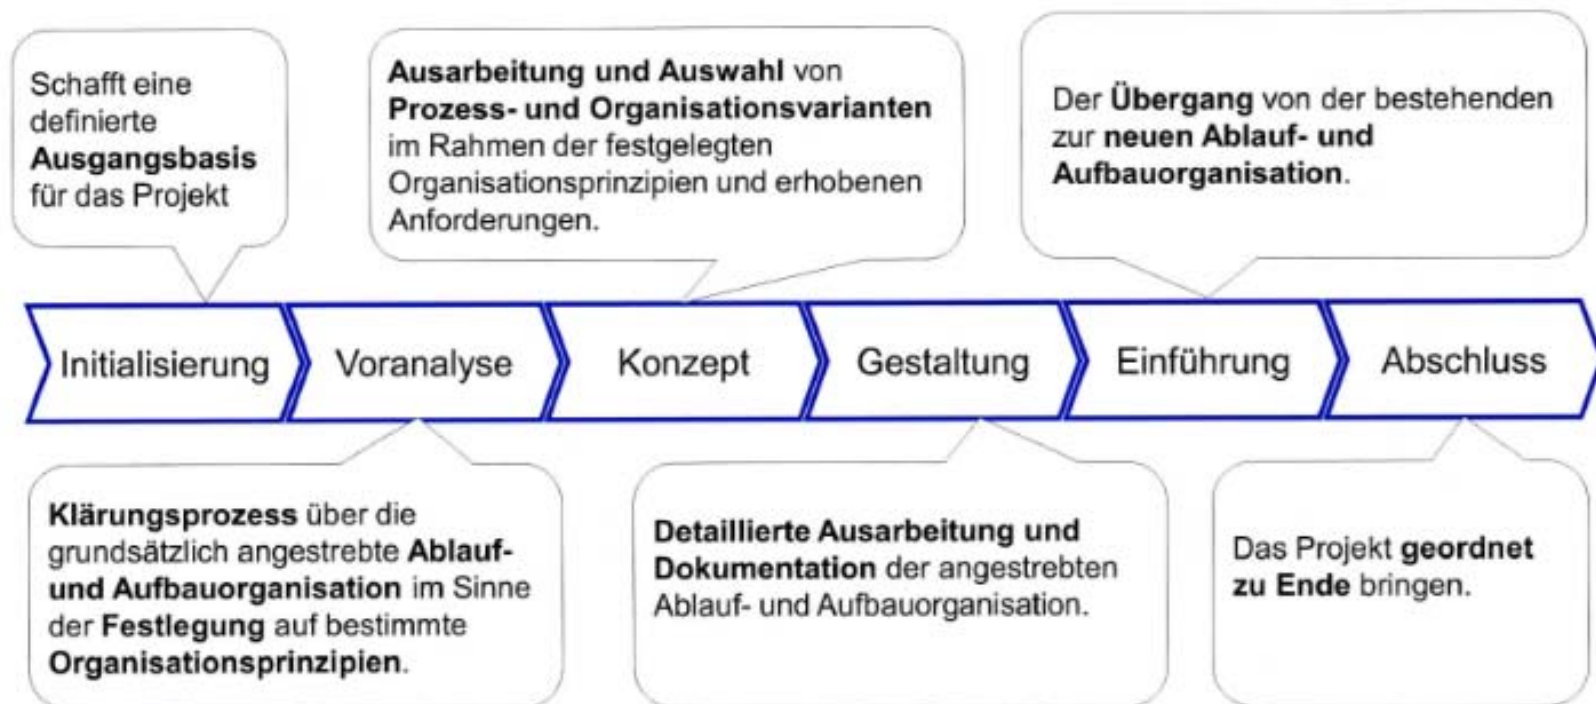 Schafft eine
definierte
Ausgangsbasis
für das Projekt
Ausarbeitung und Auswahl von
Prozess- und Organisationsvarianten
im Rahmen der festgelegten
Organisationsprinzipien und erhobenen
Anforderungen.
Der Übergang von der bestehenden
zur neuen Ablauf- und
Aufbauorganisation.
Initialisierung
Voranalyse
Konzept
Gestaltung
Einführung
Abschluss
Klärungsprozess über die
grundsätzlich angestrebte Ablauf-
und Aufbauorganisation im Sinne
der Festlegung auf bestimmte
Organisationsprinzipien.
Detaillierte Ausarbeitung und
Dokumentation der angestrebten
Ablauf- und Aufbauorganisation.
Das Projekt geordnet
zu Ende bringen.